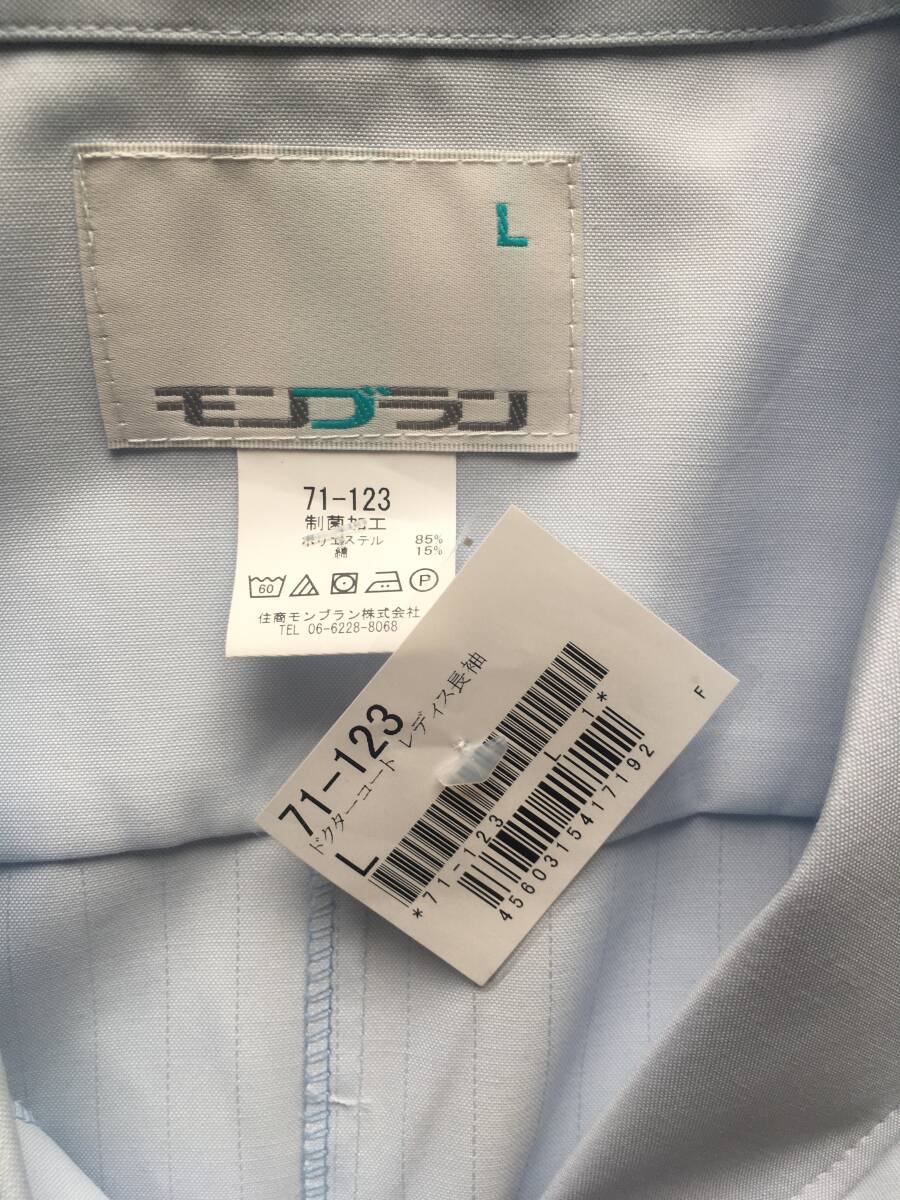 L
モンブラン
71-123
制菌加工
ポリエステル 85%
綿 15%
60 P
住商モンブラン株式会社
TEL 06-6228-8068
71-123
ドクターコート レディス長袖
L
*71-123 L 1*
4560315417192
F